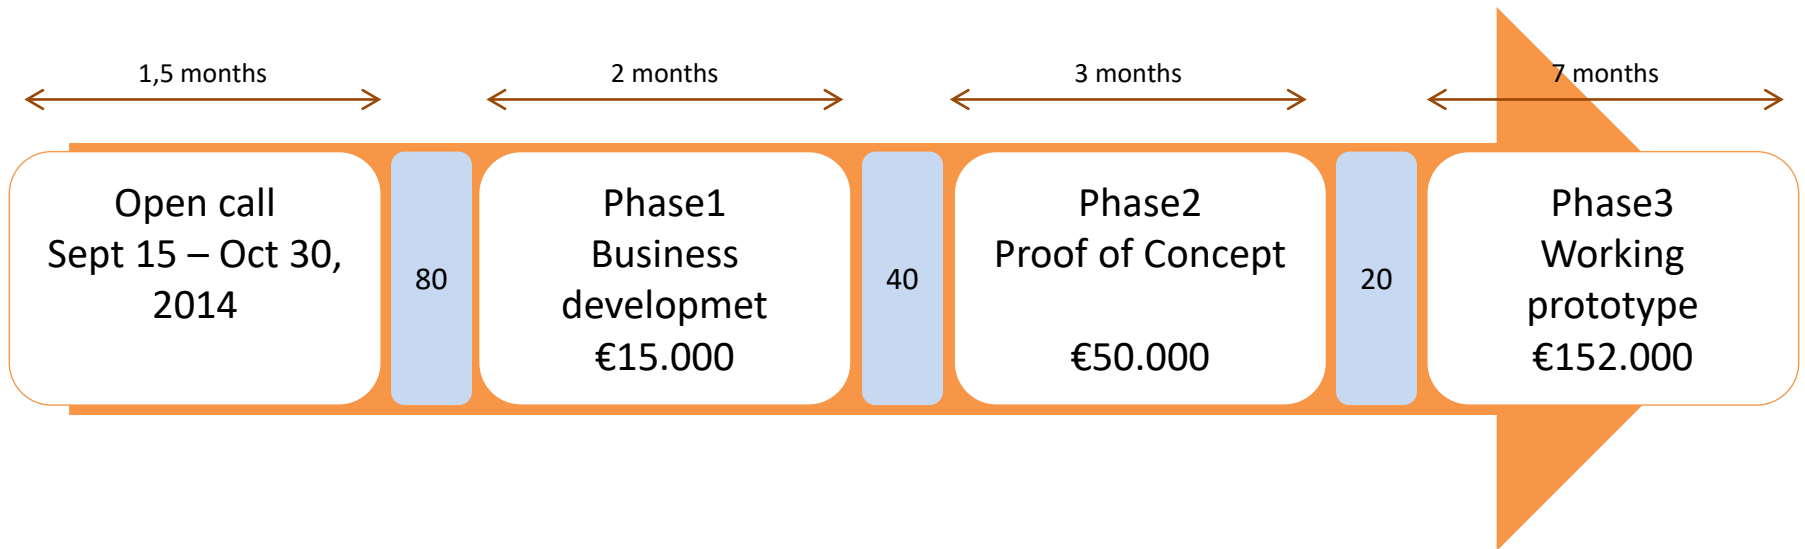 1,5 months
2 months
3 months
7 months
Open call
Sept 15 – Oct 30,
2014
80
Phase1
Business
developmet
€15.000
40
Phase2
Proof of Concept
€50.000
20
Phase3
Working
prototype
€152.000